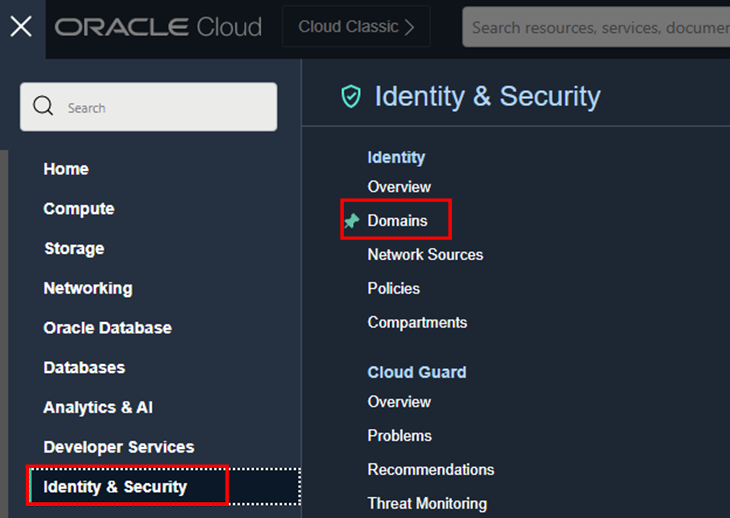 ORACLE Cloud
Cloud Classic
Search resources, services, documen
Search
Home
Compute
Storage
Networking
Oracle Database
Databases
Analytics & AI
Developer Services
Identity & Security
Identity & Security
Identity
Overview
Domains
Network Sources
Policies
Compartments
Cloud Guard
Overview
Problems
Recommendations
Threat Monitoring